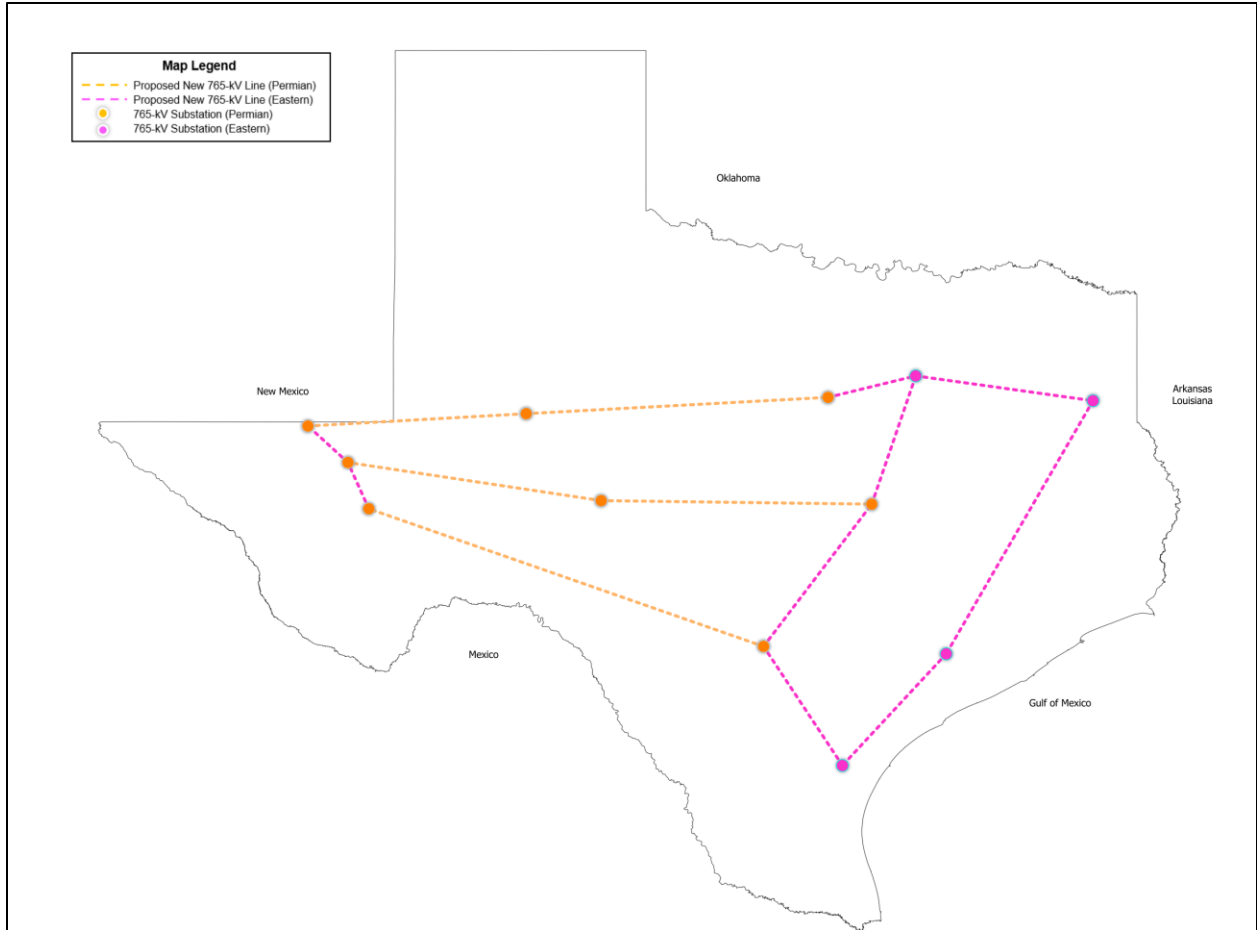 Map Legend
Proposed New 765-kV Line (Permian)
Proposed New 765-kV Line (Eastern)
765-kV Substation (Permian)
765-kV Substation (Eastern)
Oklahoma
New Mexico
Arkansas
Louisiana
Mexico
Gulf of Mexico